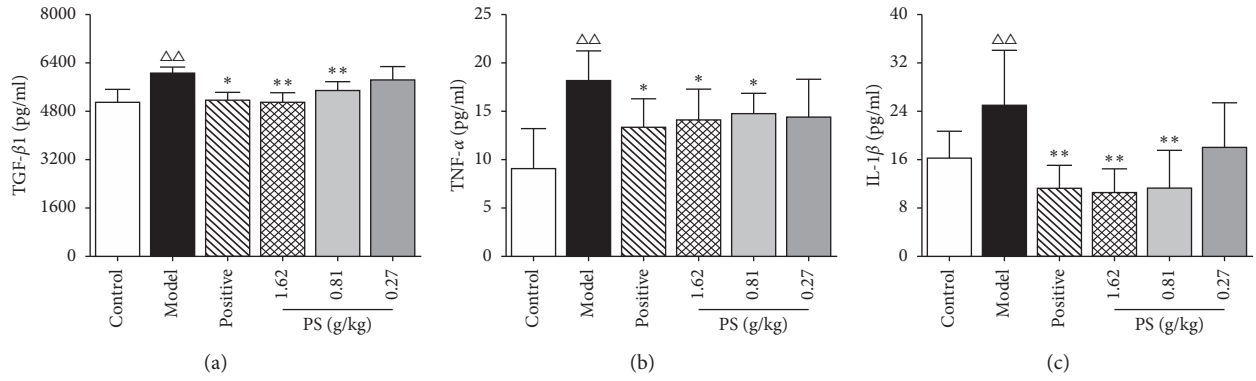 8000
6400
4800
3200
1600
0
TGF-β1 (pg/ml)
△△
*
**
**
Control
Model
Positive
1.62
0.81
0.27
PS (g/kg)
(a)
25
20
15
10
5
0
TNF-α (pg/ml)
△△
*
*
*
Control
Model
Positive
1.62
0.81
0.27
PS (g/kg)
(b)
40
32
24
16
8
0
IL-1β (pg/ml)
△△
**
**
**
Control
Model
Positive
1.62
0.81
0.27
PS (g/kg)
(c)